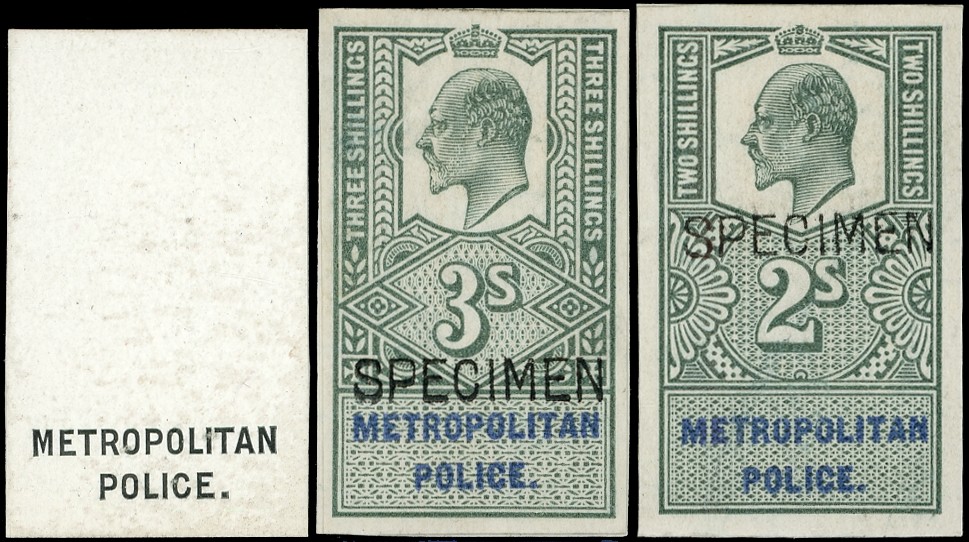 METROPOLITAN
POLICE.
THREE SHILLINGS
THREE SHILLINGS
3S
SPECIMEN
METROPOLITAN
POLICE.
TWO SHILLINGS
TWO SHILLINGS
SPECIMEN
2S
METROPOLITAN
POLICE.